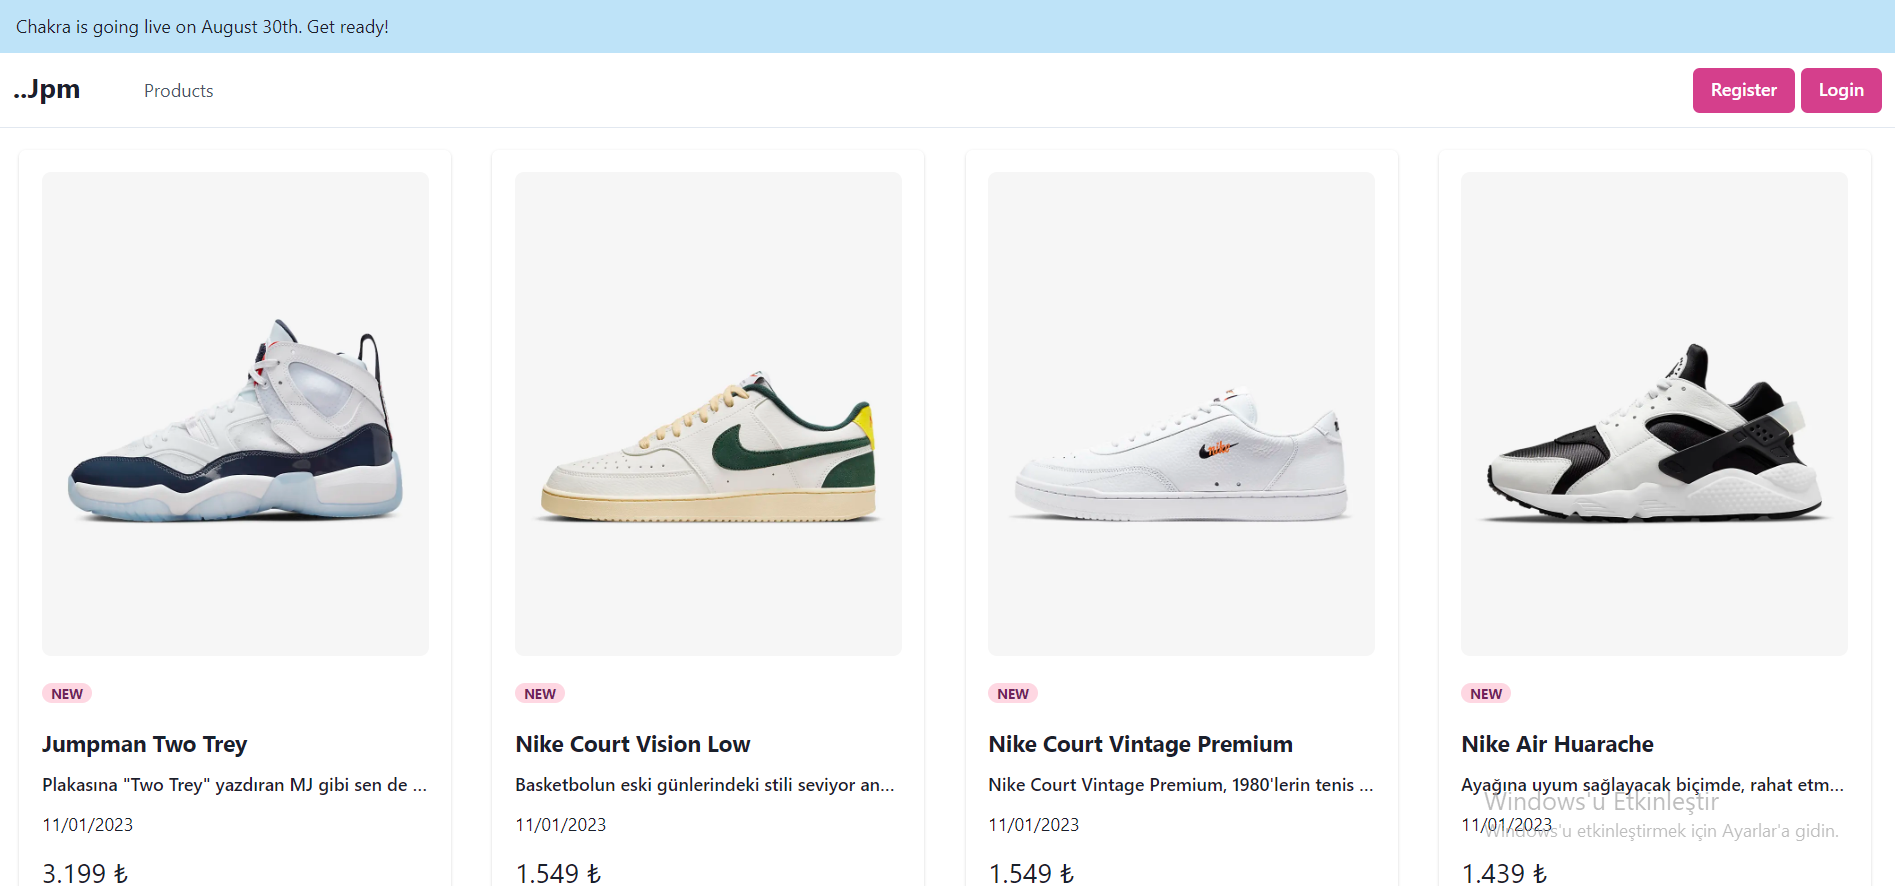 Chakra is going live on August 30th. Get ready!
..Jpm
Products
Register
Login
nike
NEW
Jumpman Two Trey
Plakasına "Two Trey" yazdıran MJ gibi sen de ...
11/01/2023
3.199 ₺
NEW
Nike Court Vision Low
Basketbolun eski günlerindeki stili seviyor an...
11/01/2023
1.549 ₺
NEW
Nike Court Vintage Premium
Nike Court Vintage Premium, 1980'lerin tenis ...
11/01/2023
1.549 ₺
NEW
Nike Air Huarache
Ayağına uyum sağlayacak biçimde, rahat etm...
11/01/2023
1.439 ₺
Windows'u Etkinleştir
Windows'u etkinleştirmek için Ayarlar'a gidin.